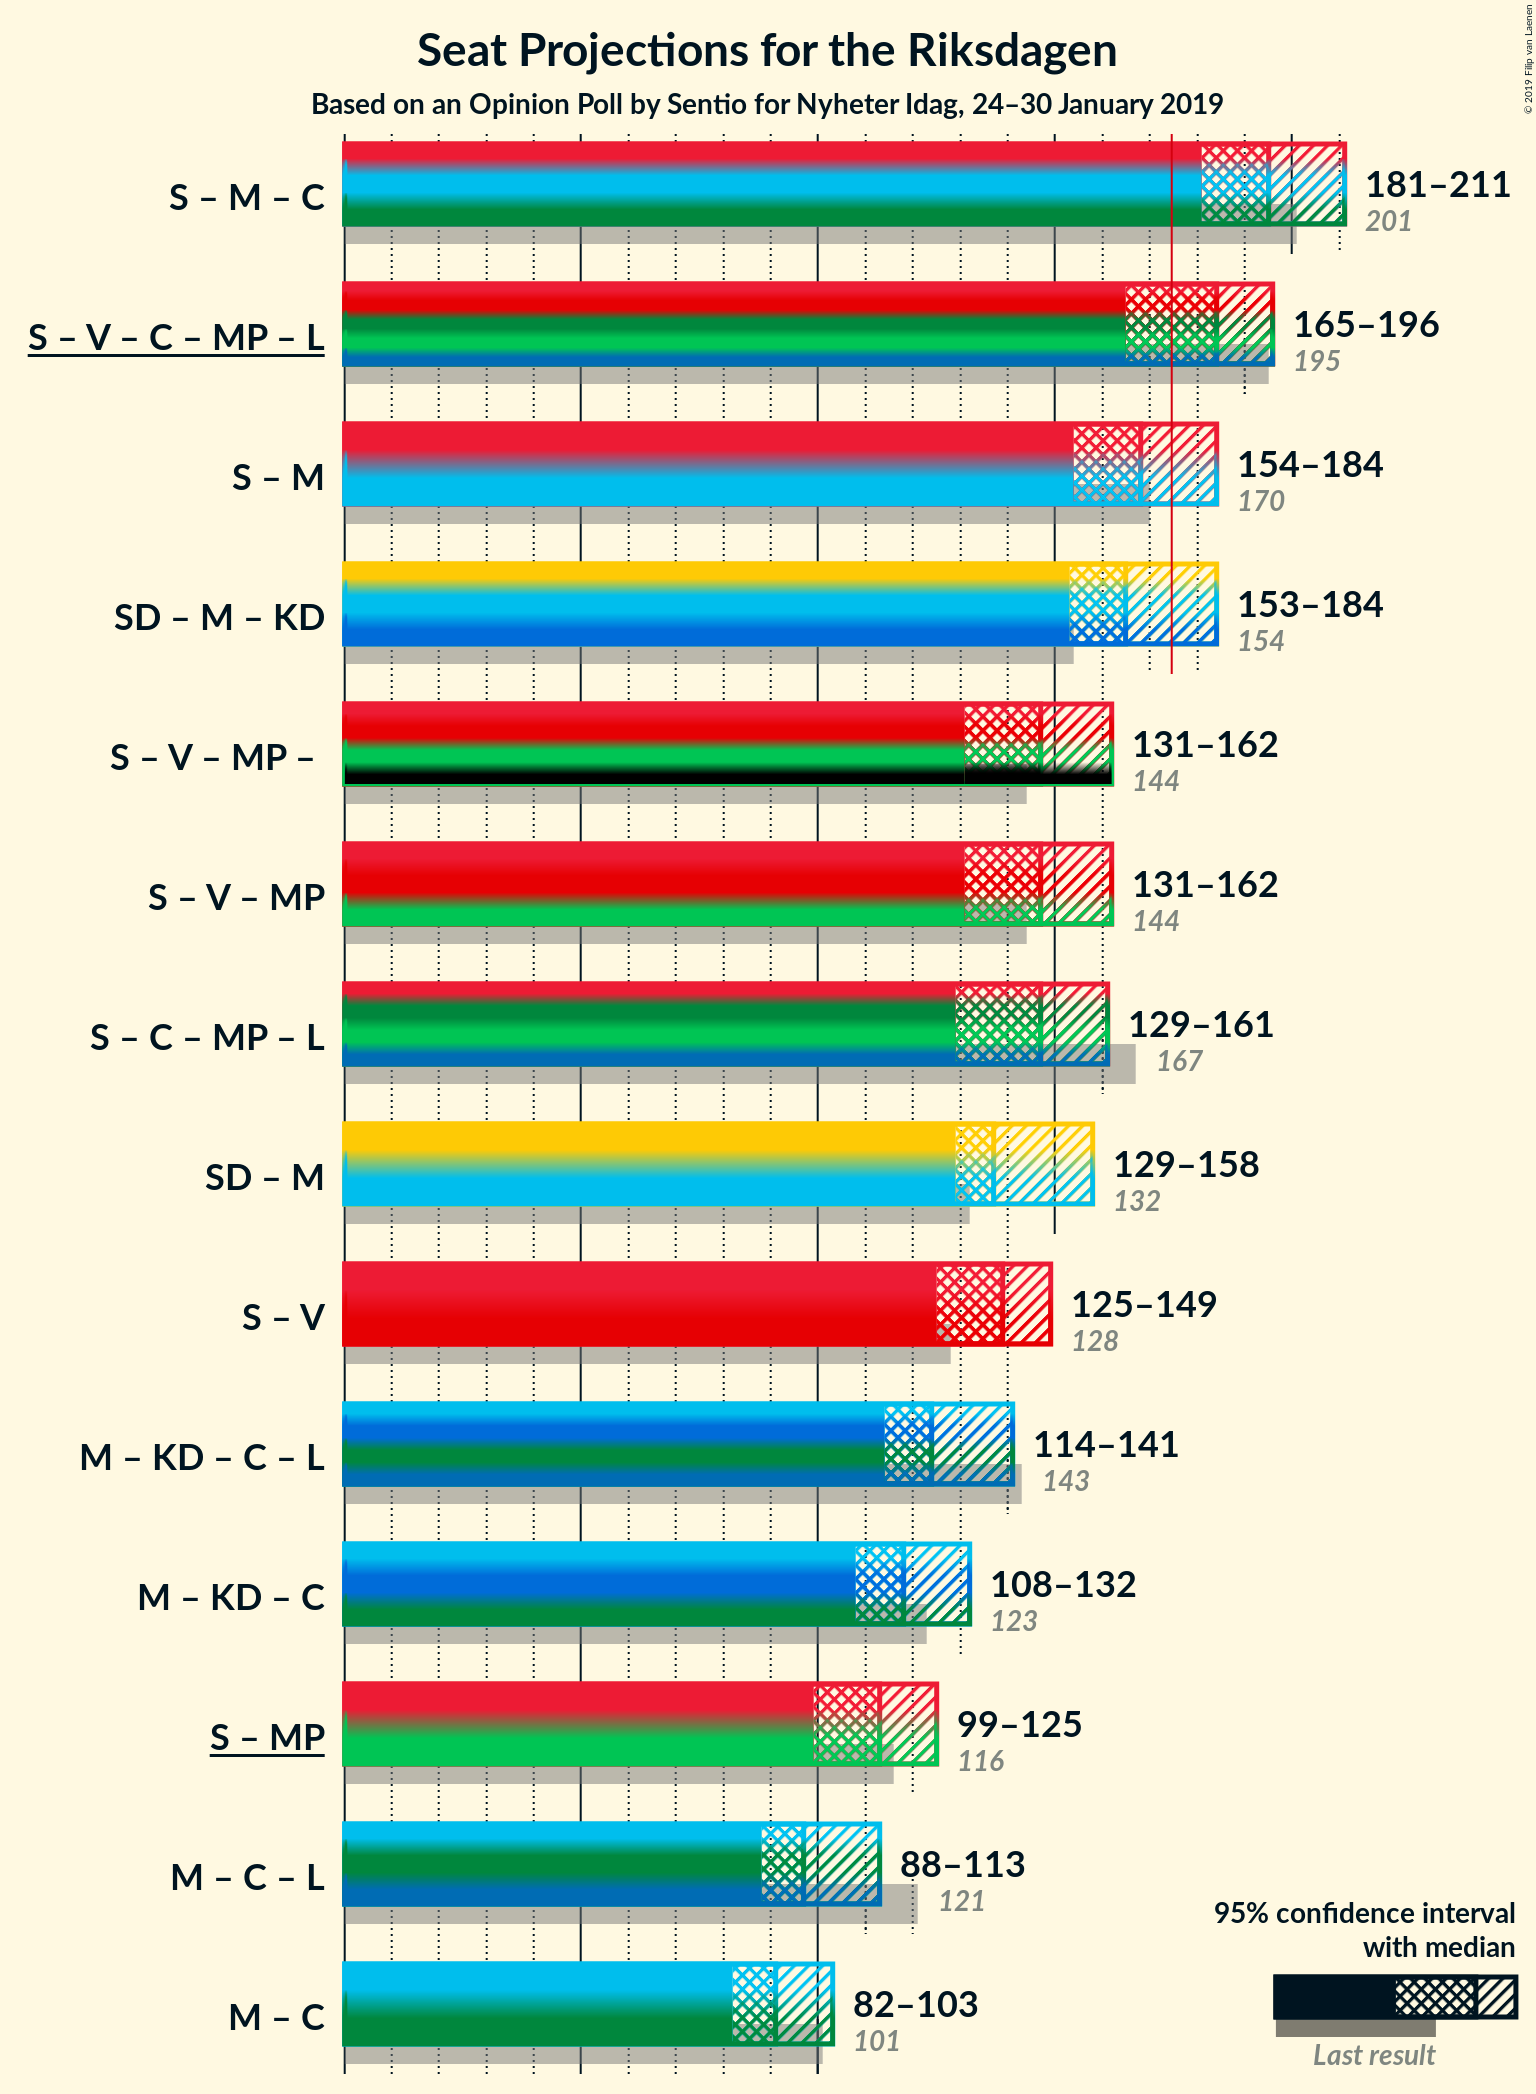 Seat Projections for the Riksdagen
Based on an Opinion Poll by Sentio for Nyheter Idag, 24–30 January 2019
© 2019 Filip van Laenen
S – M – C
181–211
201
S – V – C – MP – L
165–196
195
S – M
154–184
170
SD – M – KD
153–184
154
S – V – MP –
131–162
144
S – V – MP
131–162
144
S – C – MP – L
129–161
167
SD – M
129–158
132
S – V
125–149
128
M – KD – C – L
114–141
143
M – KD – C
108–132
123
S – MP
99–125
116
M – C – L
88–113
121
M – C
82–103
101
95% confidence interval
with median
Last result